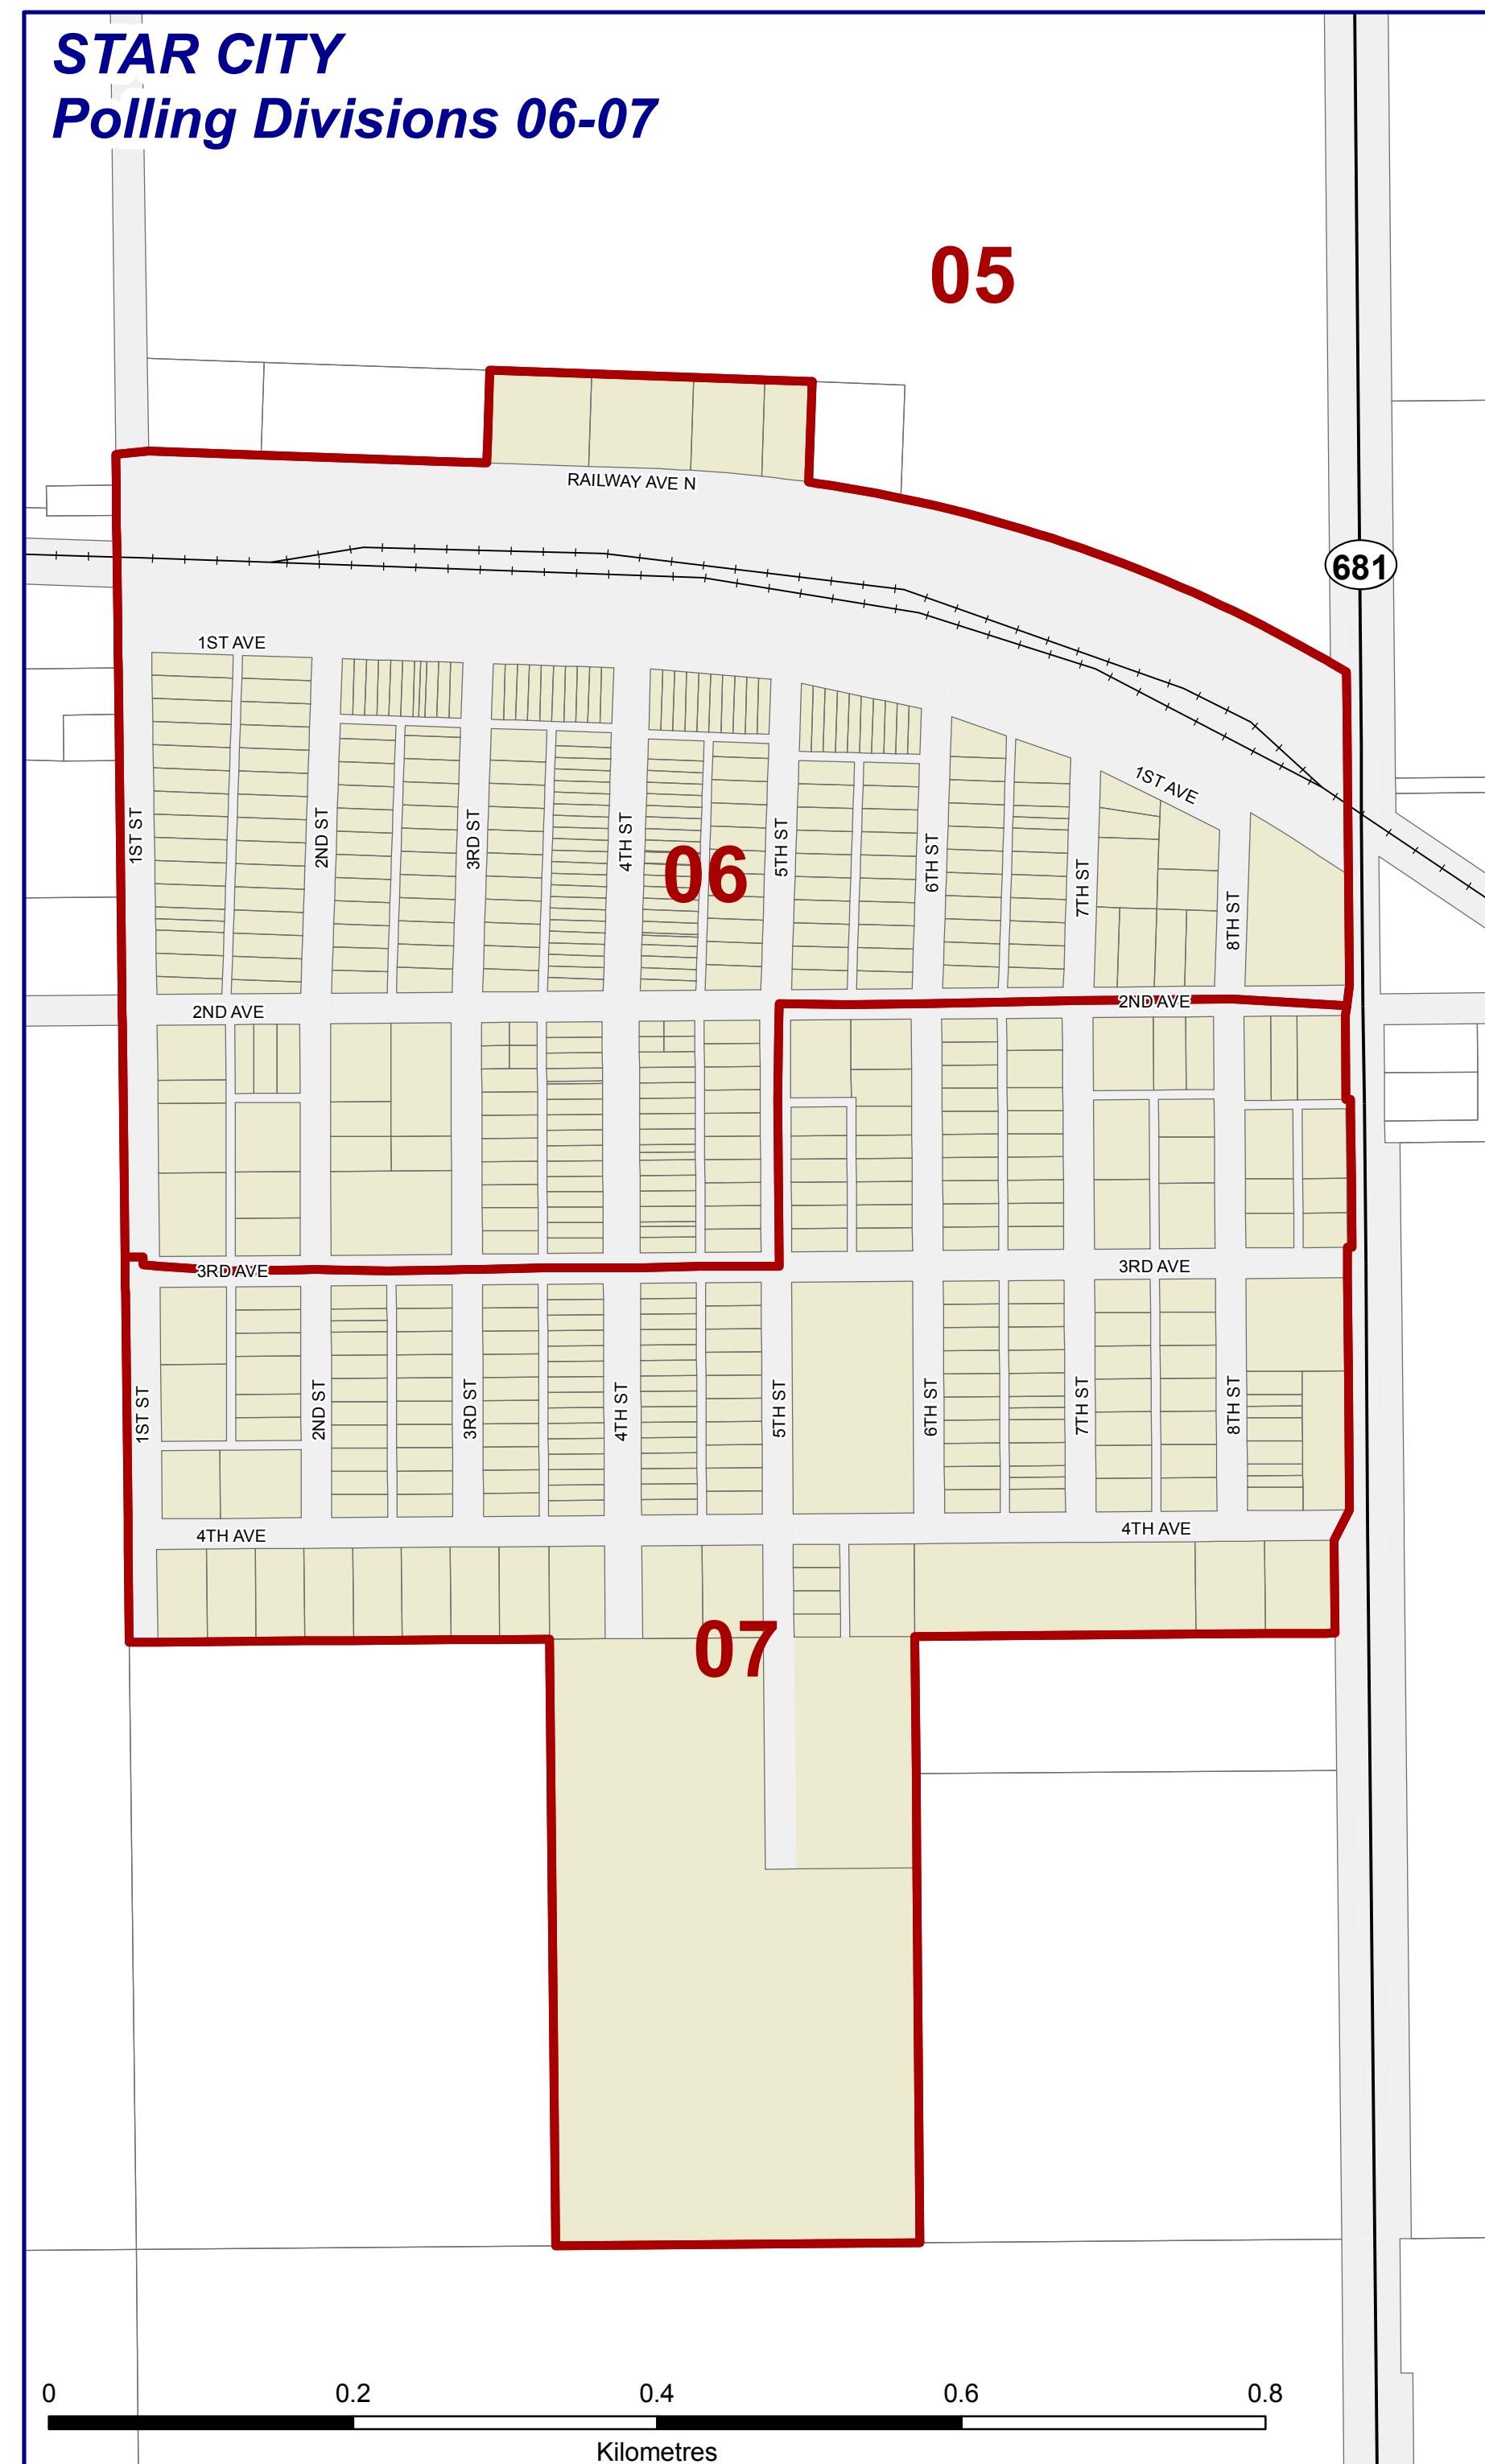 STAR CITY
Polling Divisions 06-07
05
RAILWAY AVE N
681
1ST AVE
1ST AVE
1ST ST
2ND ST
3RD ST
4TH ST
06
5TH ST
6TH ST
7TH ST
8TH ST
2ND AVE
2ND AVE
3RD AVE
3RD AVE
1ST ST
2ND ST
3RD ST
4TH ST
5TH ST
6TH ST
7TH ST
8TH ST
4TH AVE
4TH AVE
07
0 0.2 0.4 0.6 0.8
Kilometres